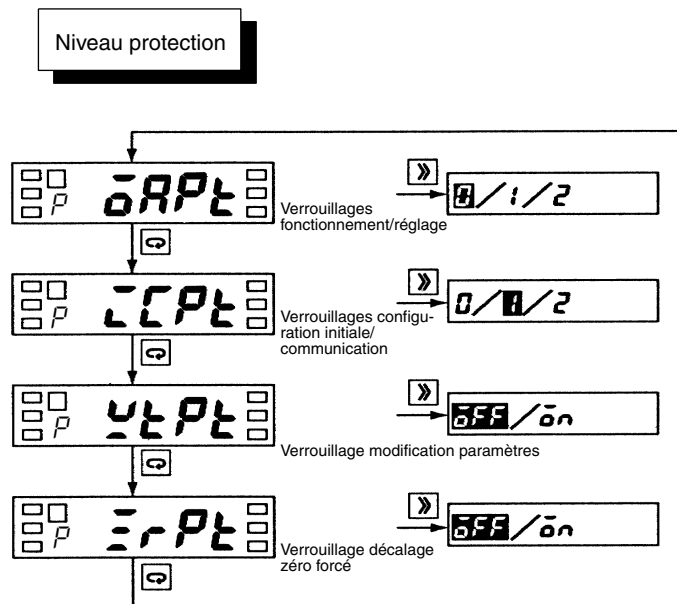 Niveau protection
P oAPt
Verrouillages
fonctionnement/réglage
0/1/2
P iCPt
Verrouillages configu-
ration initiale/
communication
0/1/2
P wtPt
Verrouillage modification paramètres
oFF/on
P ZrPt
Verrouillage décalage
zéro forcé
oFF/on